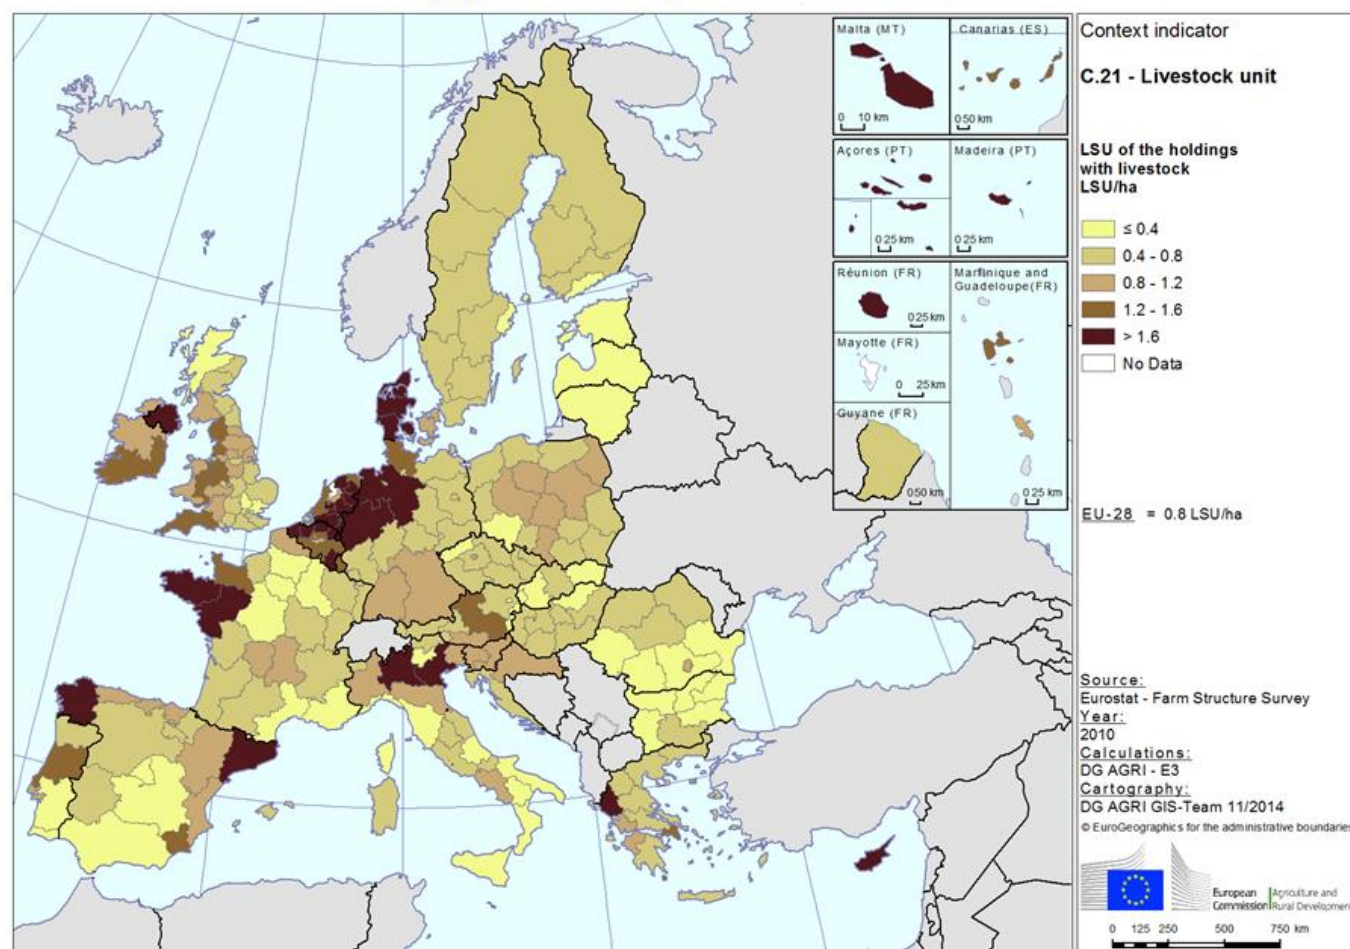 Malta (MT)
0 10 km
Canarias (ES)
0 50 km
Açores (PT)
0 25 km
Madeira (PT)
0 25 km
Réunion (FR)
0 25 km
Mayotte (FR)
0 25 km
Guyane (FR)
0 50 km
Martinique and
Guadeloupe(FR)
0 25 km
Context indicator
C.21 - Livestock unit
LSU of the holdings
with livestock
LSU/ha
≤ 0.4
0.4 - 0.8
0.8 - 1.2
1.2 - 1.6
> 1.6
No Data
EU-28 = 0.8 LSU/ha
Source:
Eurostat - Farm Structure Survey
Year:
2010
Calculations:
DG AGRI - E3
Cartography:
DG AGRI GIS-Team 11/2014
© EuroGeographics for the administrative boundaries
European
Commission
Agriculture and
Rural Development
0 125 250 500 750 km